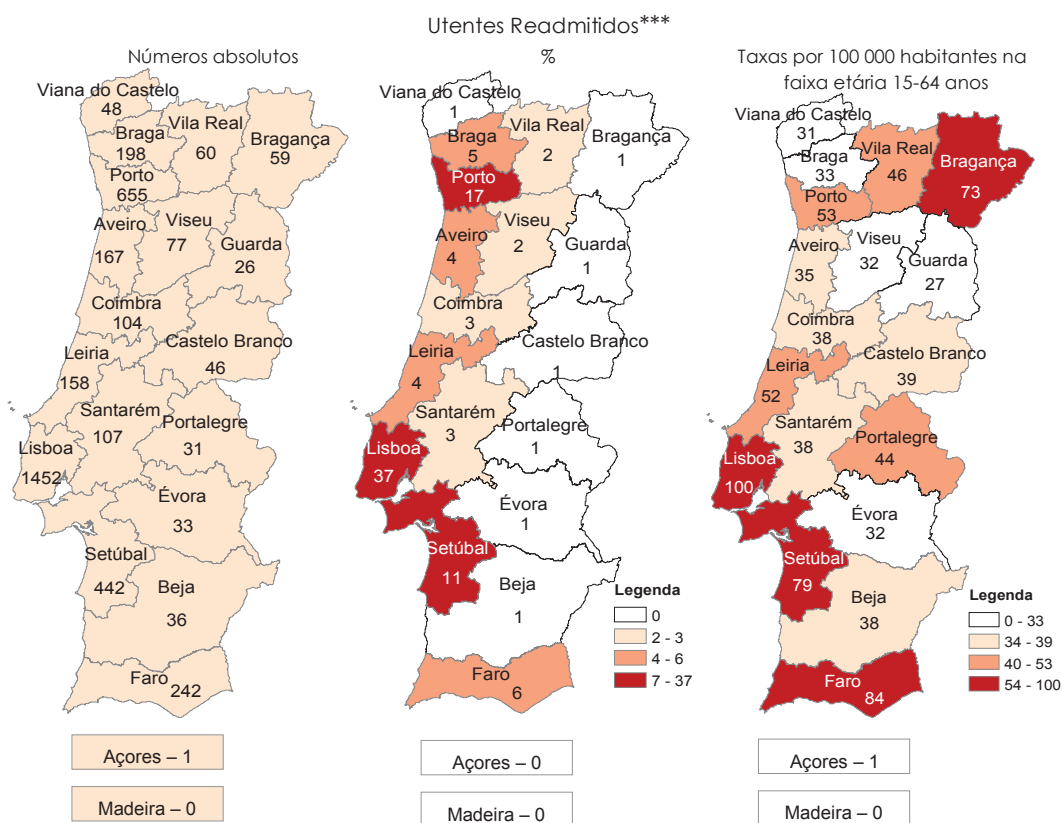 Utentes Readmitidos***
Números absolutos
Viana do Castelo
48
Braga
198
Vila Real
60
Bragança
59
Porto
655
Aveiro
167
Viseu
77
Guarda
26
Coimbra
104
Castelo Branco
46
Leiria
158
Santarém
107
Portalegre
31
Lisboa
1452
Évora
33
Setúbal
442
Beja
36
Faro
242
Açores – 1
Madeira – 0
%
Viana do Castelo
1
Braga
5
Vila Real
2
Bragança
1
Porto
17
Aveiro
4
Viseu
2
Guarda
1
Coimbra
3
Castelo Branco
1
Leiria
4
Santarém
3
Portalegre
1
Lisboa
37
Évora
1
Setúbal
11
Beja
1
Faro
6
Legenda
0
2 - 3
4 - 6
7 - 37
Açores – 0
Madeira – 0
Taxas por 100 000 habitantes na
faixa etária 15-64 anos
Viana do Castelo
31
Braga
33
Vila Real
46
Bragança
73
Porto
53
Aveiro
35
Viseu
32
Guarda
27
Coimbra
38
Castelo Branco
39
Leiria
52
Santarém
38
Portalegre
44
Lisboa
100
Évora
32
Setúbal
79
Beja
38
Faro
84
Legenda
0 - 33
34 - 39
40 - 53
54 - 100
Açores – 1
Madeira – 0